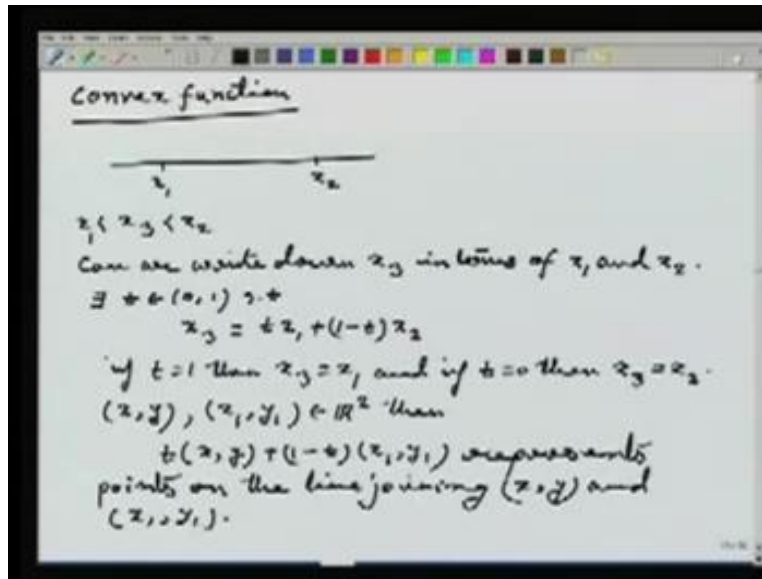 Convex function
x₁ x₂
x₁ < x₃ < x₂
Can we write down x₃ in terms of x₁ and x₂.
∃ t ∈ (0, 1) s.t
x₃ = t x₁ + (1-t) x₂
if t=1 then x₃ = x₁ and if t=0 then x₃ = x₂.
(x, y), (x₁, y₁) ∈ ℝ² then
t(x, y) + (1-t) (x₁, y₁) represents
points on the line joining (x, y) and
(x₁, y₁).